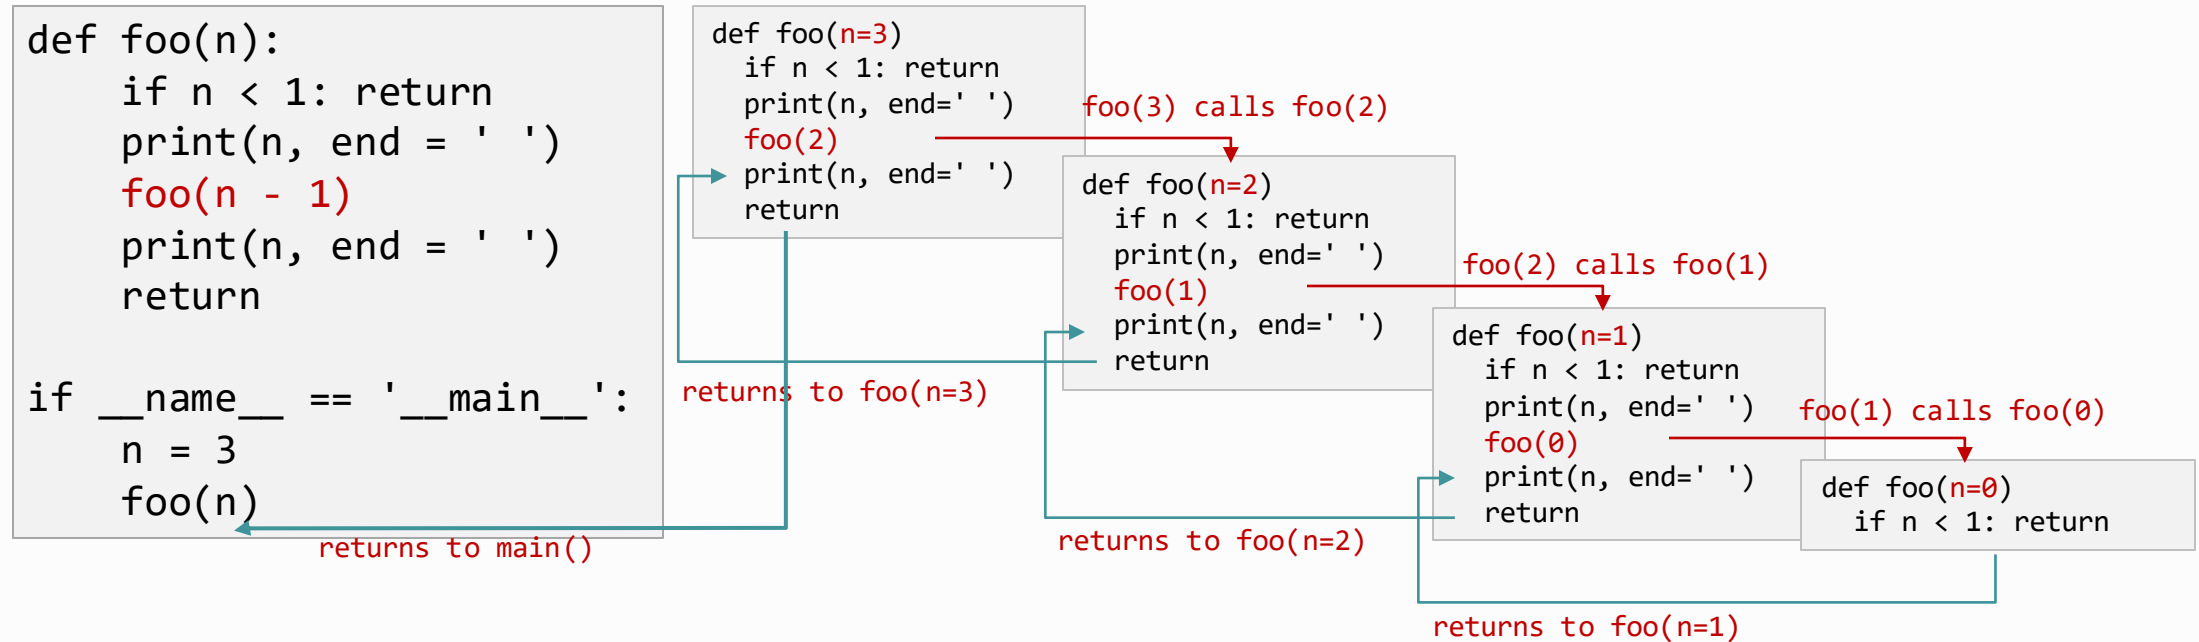 def foo(n):
    if n < 1: return
    print(n, end = ' ')
    foo(n - 1)
    print(n, end = ' ')
    return

if __name__ == '__main__':
    n = 3
    foo(n)
returns to main()
def foo(n=3)
  if n < 1: return
  print(n, end=' ')
  foo(2)
  print(n, end=' ')
  return
foo(3) calls foo(2)
returns to foo(n=3)
def foo(n=2)
  if n < 1: return
  print(n, end=' ')
  foo(1)
  print(n, end=' ')
  return
foo(2) calls foo(1)
returns to foo(n=2)
def foo(n=1)
  if n < 1: return
  print(n, end=' ')
  foo(0)
  print(n, end=' ')
  return
foo(1) calls foo(0)
def foo(n=0)
  if n < 1: return
returns to foo(n=1)